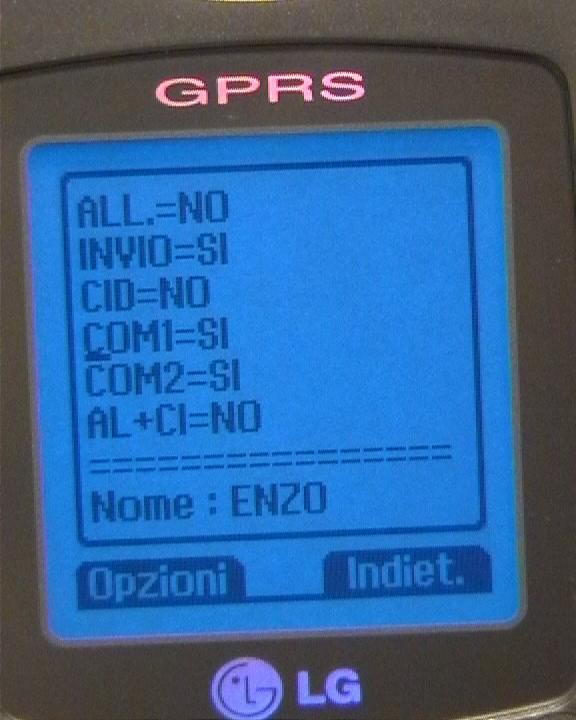 GPRS
ALL.=NO
INVIO=SI
CID=NO
COM1=SI
COM2=SI
AL+CI=NO
================
Nome : ENZO
Opzioni Indiet.
LG